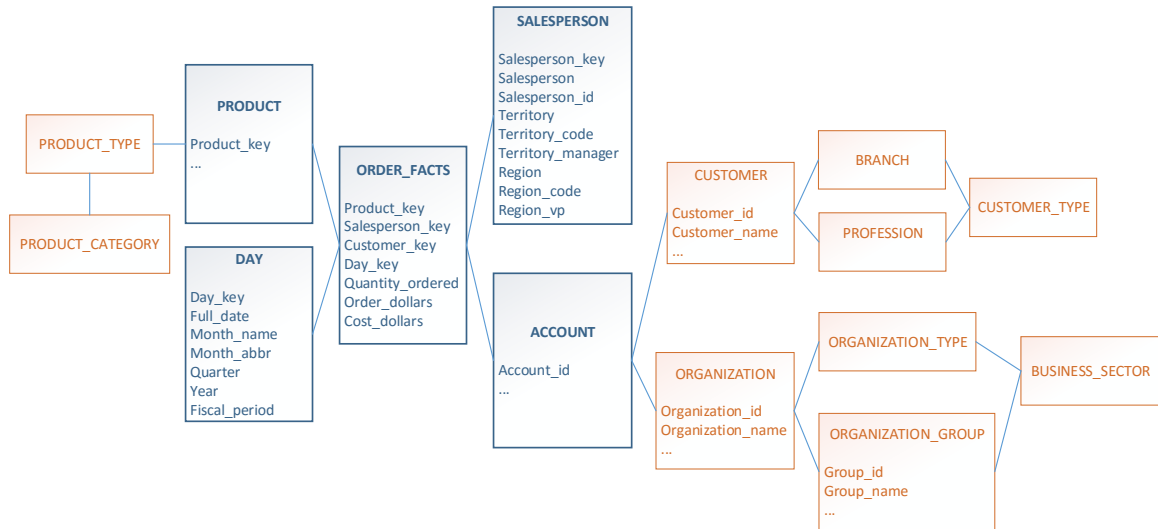 PRODUCT_TYPE
PRODUCT_CATEGORY
PRODUCT
Product_key
...
DAY
Day_key
Full_date
Month_name
Month_abbr
Quarter
Year
Fiscal_period
ORDER_FACTS
Product_key
Salesperson_key
Customer_key
Day_key
Quantity_ordered
Order_dollars
Cost_dollars
SALESPERSON
Salesperson_key
Salesperson
Salesperson_id
Territory
Territory_code
Territory_manager
Region
Region_code
Region_vp
ACCOUNT
Account_id
...
CUSTOMER
Customer_id
Customer_name
...
BRANCH
PROFESSION
CUSTOMER_TYPE
ORGANIZATION
Organization_id
Organization_name
...
ORGANIZATION_TYPE
ORGANIZATION_GROUP
Group_id
Group_name
...
BUSINESS_SECTOR